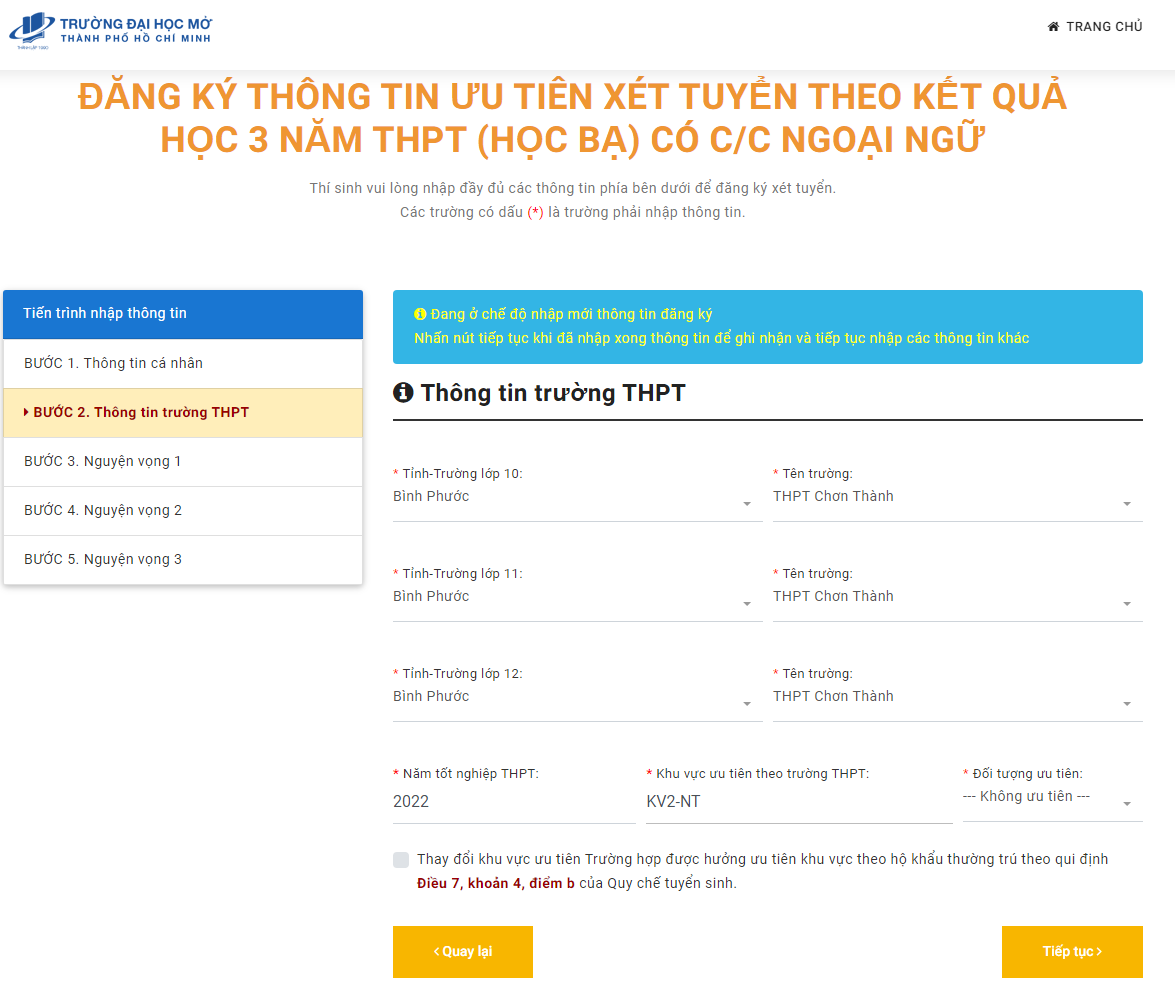 TRƯỜNG ĐẠI HỌC MỞ
THÀNH PHỐ HỒ CHÍ MINH
TRANG CHỦ
ĐĂNG KÝ THÔNG TIN ƯU TIÊN XÉT TUYỂN THEO KẾT QUẢ
HỌC 3 NĂM THPT (HỌC BẠ) CÓ C/C NGOẠI NGỮ
Thí sinh vui lòng nhập đầy đủ các thông tin phía bên dưới để đăng ký xét tuyển.
Các trường có dấu (*) là trường phải nhập thông tin.
Tiến trình nhập thông tin
BƯỚC 1. Thông tin cá nhân
BƯỚC 2. Thông tin trường THPT
BƯỚC 3. Nguyện vọng 1
BƯỚC 4. Nguyện vọng 2
BƯỚC 5. Nguyện vọng 3
Đang ở chế độ nhập mới thông tin đăng ký
Nhấn nút tiếp tục khi đã nhập xong thông tin để ghi nhận và tiếp tục nhập các thông tin khác
Thông tin trường THPT
* Tỉnh-Trường lớp 10: * Tên trường:
Bình Phước THPT Chơn Thành
* Tỉnh-Trường lớp 11: * Tên trường:
Bình Phước THPT Chơn Thành
* Tỉnh-Trường lớp 12: * Tên trường:
Bình Phước THPT Chơn Thành
* Năm tốt nghiệp THPT: * Khu vực ưu tiên theo trường THPT: * Đối tượng ưu tiên:
2022 KV2-NT --- Không ưu tiên ---
Thay đổi khu vực ưu tiên Trường hợp được hưởng ưu tiên khu vực theo hộ khẩu thường trú theo qui định
Điều 7, khoản 4, điểm b của Quy chế tuyển sinh.
‹ Quay lại Tiếp tục ›